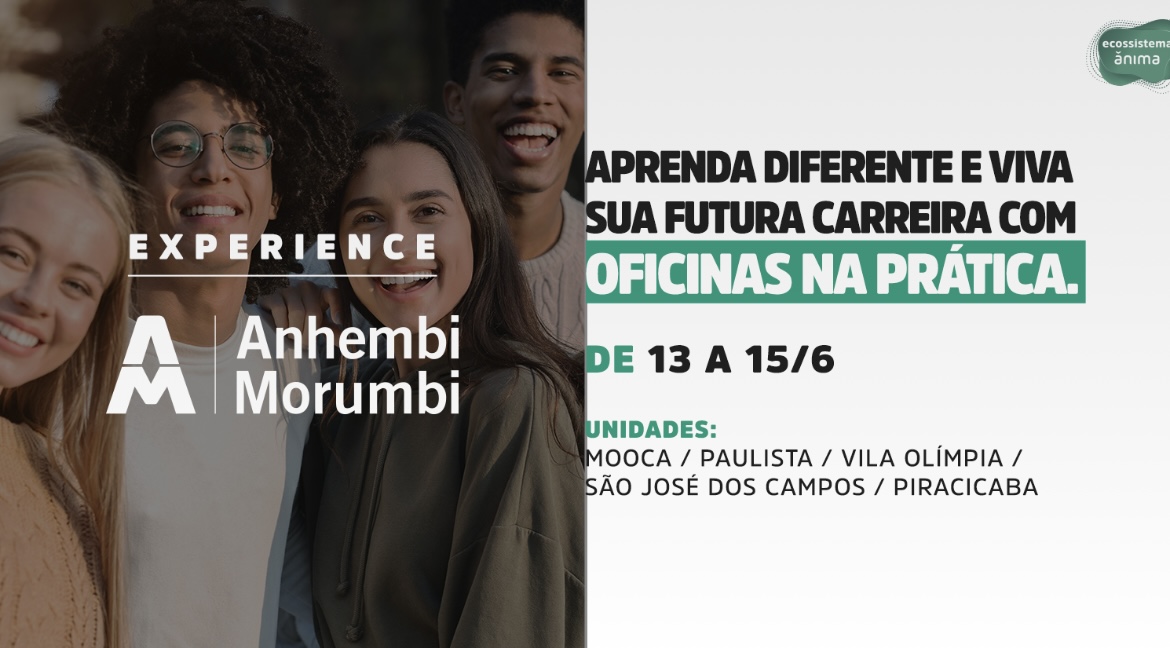 EXPERIENCE
Anhembi
Morumbi
ecossistema
ănima
APRENDA DIFERENTE E VIVA
SUA FUTURA CARREIRA COM
OFICINAS NA PRÁTICA.
DE 13 A 15/6
UNIDADES:
MOOCA / PAULISTA / VILA OLÍMPIA /
SÃO JOSÉ DOS CAMPOS / PIRACICABA